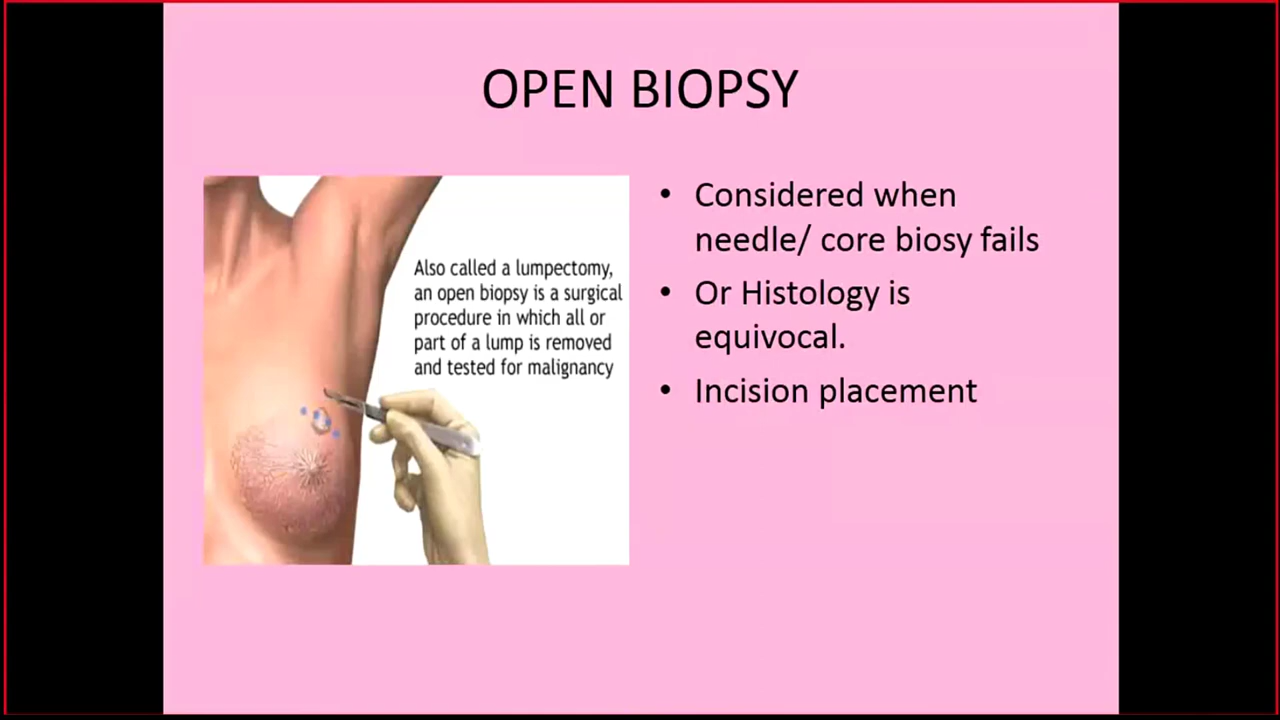 OPEN BIOPSY
Also called a lumpectomy,
an open biopsy is a surgical
procedure in which all or
part of a lump is removed
and tested for malignancy
• Considered when
needle/ core biosy fails
• Or Histology is
equivocal.
• Incision placement